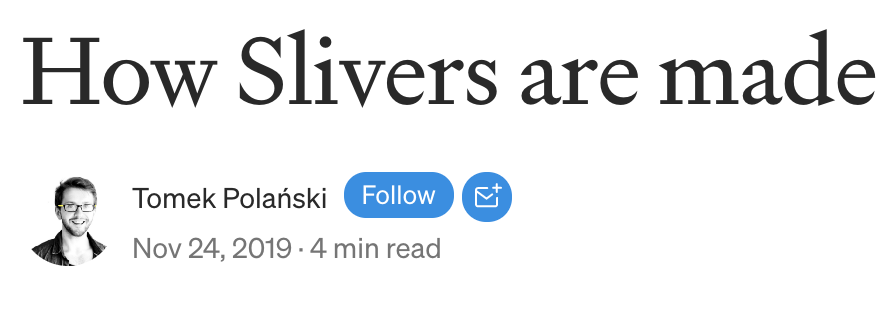 How Slivers are made
Tomek Polański Follow
Nov 24, 2019 · 4 min read